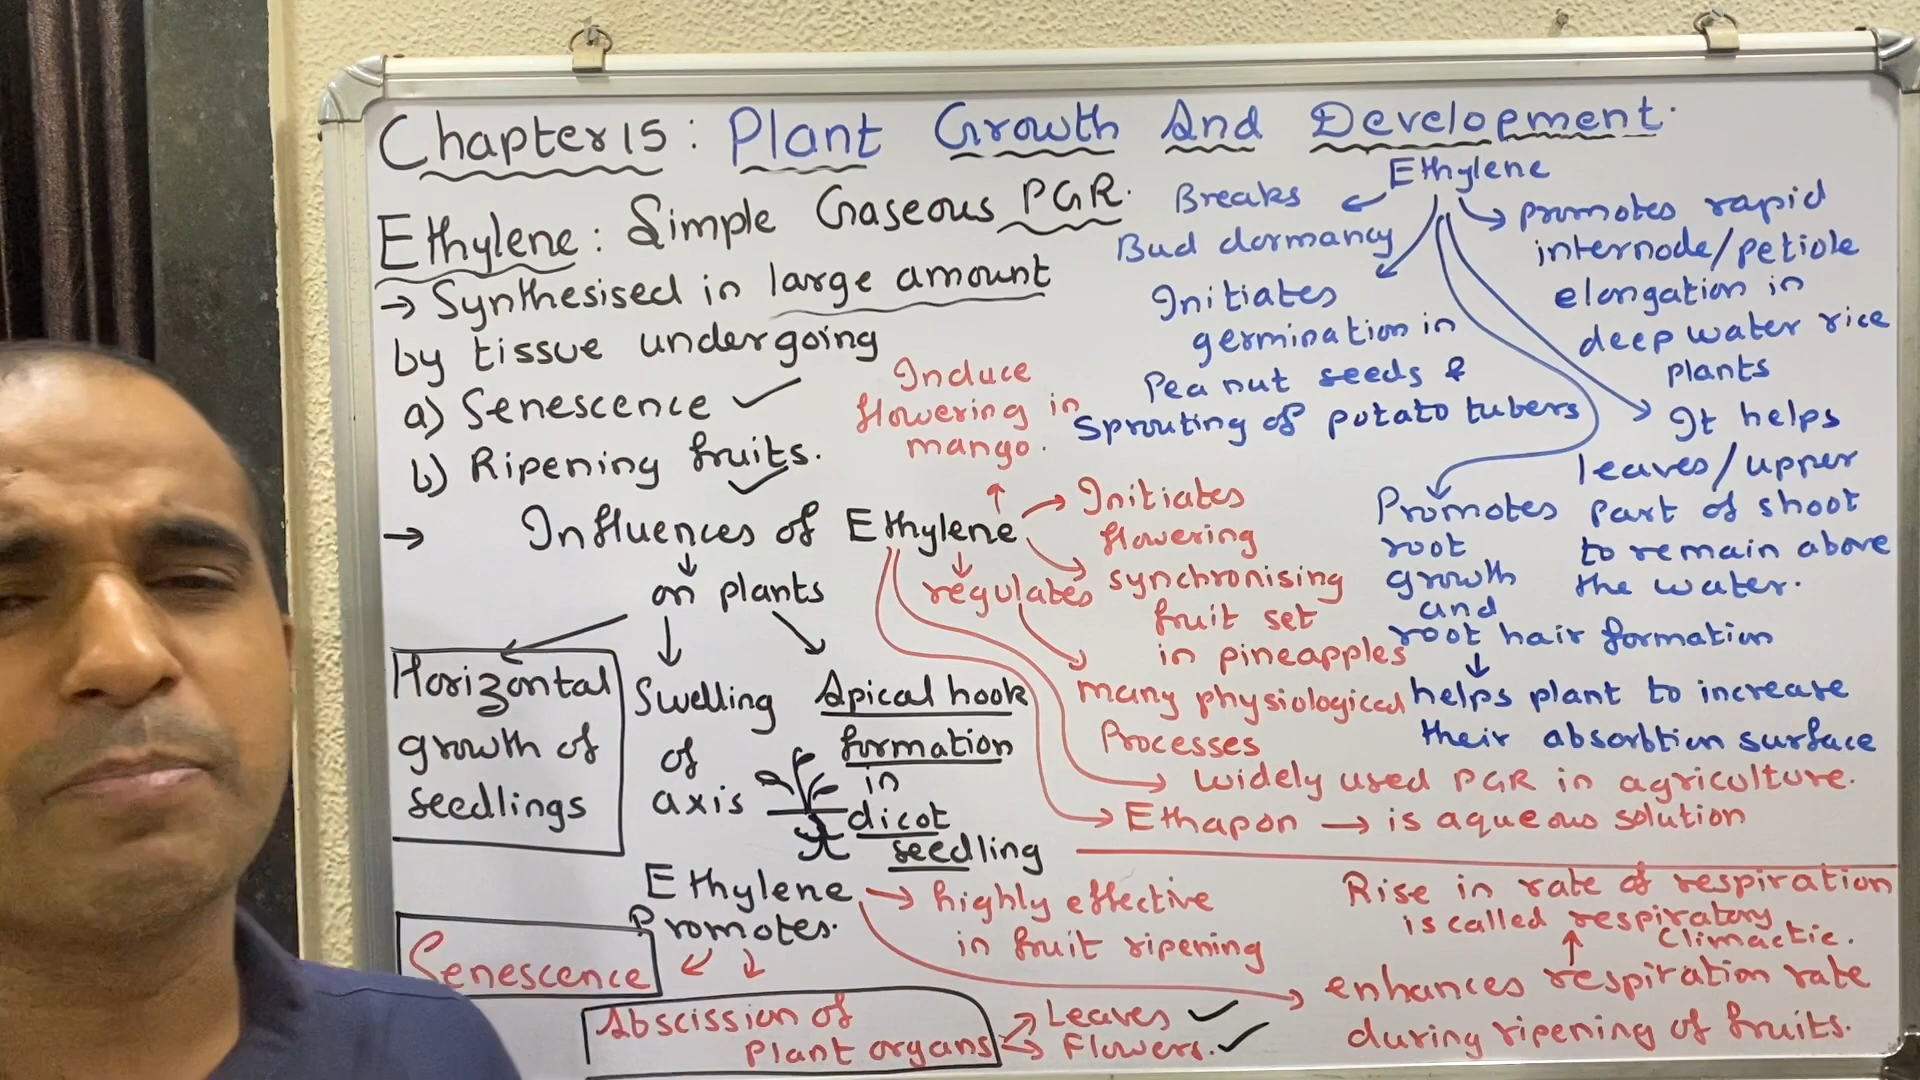 Chapter 15: Plant Growth And Development.
Ethylene: Simple Gaseous PGR.
→ Synthesised in large amount
by tissue undergoing
a) Senescence ✓
b) Ripening fruits.
→ Influences of Ethylene
on plants
Horizontal
growth of
seedlings
Swelling
of
axis
Apical hook
formation
in
dicot
seedling
Induce
flowering in
mango.
Initiates
flowering
synchronising
fruit set
in pineapples
regulates
many physiological
Processes
widely used PGR in agriculture.
Ethapon → is aqueous solution
Ethylene
Breaks
Bud dormancy
Initiates
germination in
Pea nut seeds &
Sprouting of potato tubers
promotes rapid
internode/petiole
elongation in
deep water rice
plants
It helps
leaves/upper
part of shoot
to remain above
the water.
Promotes
root
growth
and
root hair formation
helps plant to increase
their absorbtion surface
Ethylene
Promotes.
Senescence
Abscission of
plant organs
Leaves ✓
Flowers. ✓
highly effective
in fruit ripening
enhances respiration rate
during ripening of fruits.
Rise in rate of respiration
is called respiratory
Climactic.